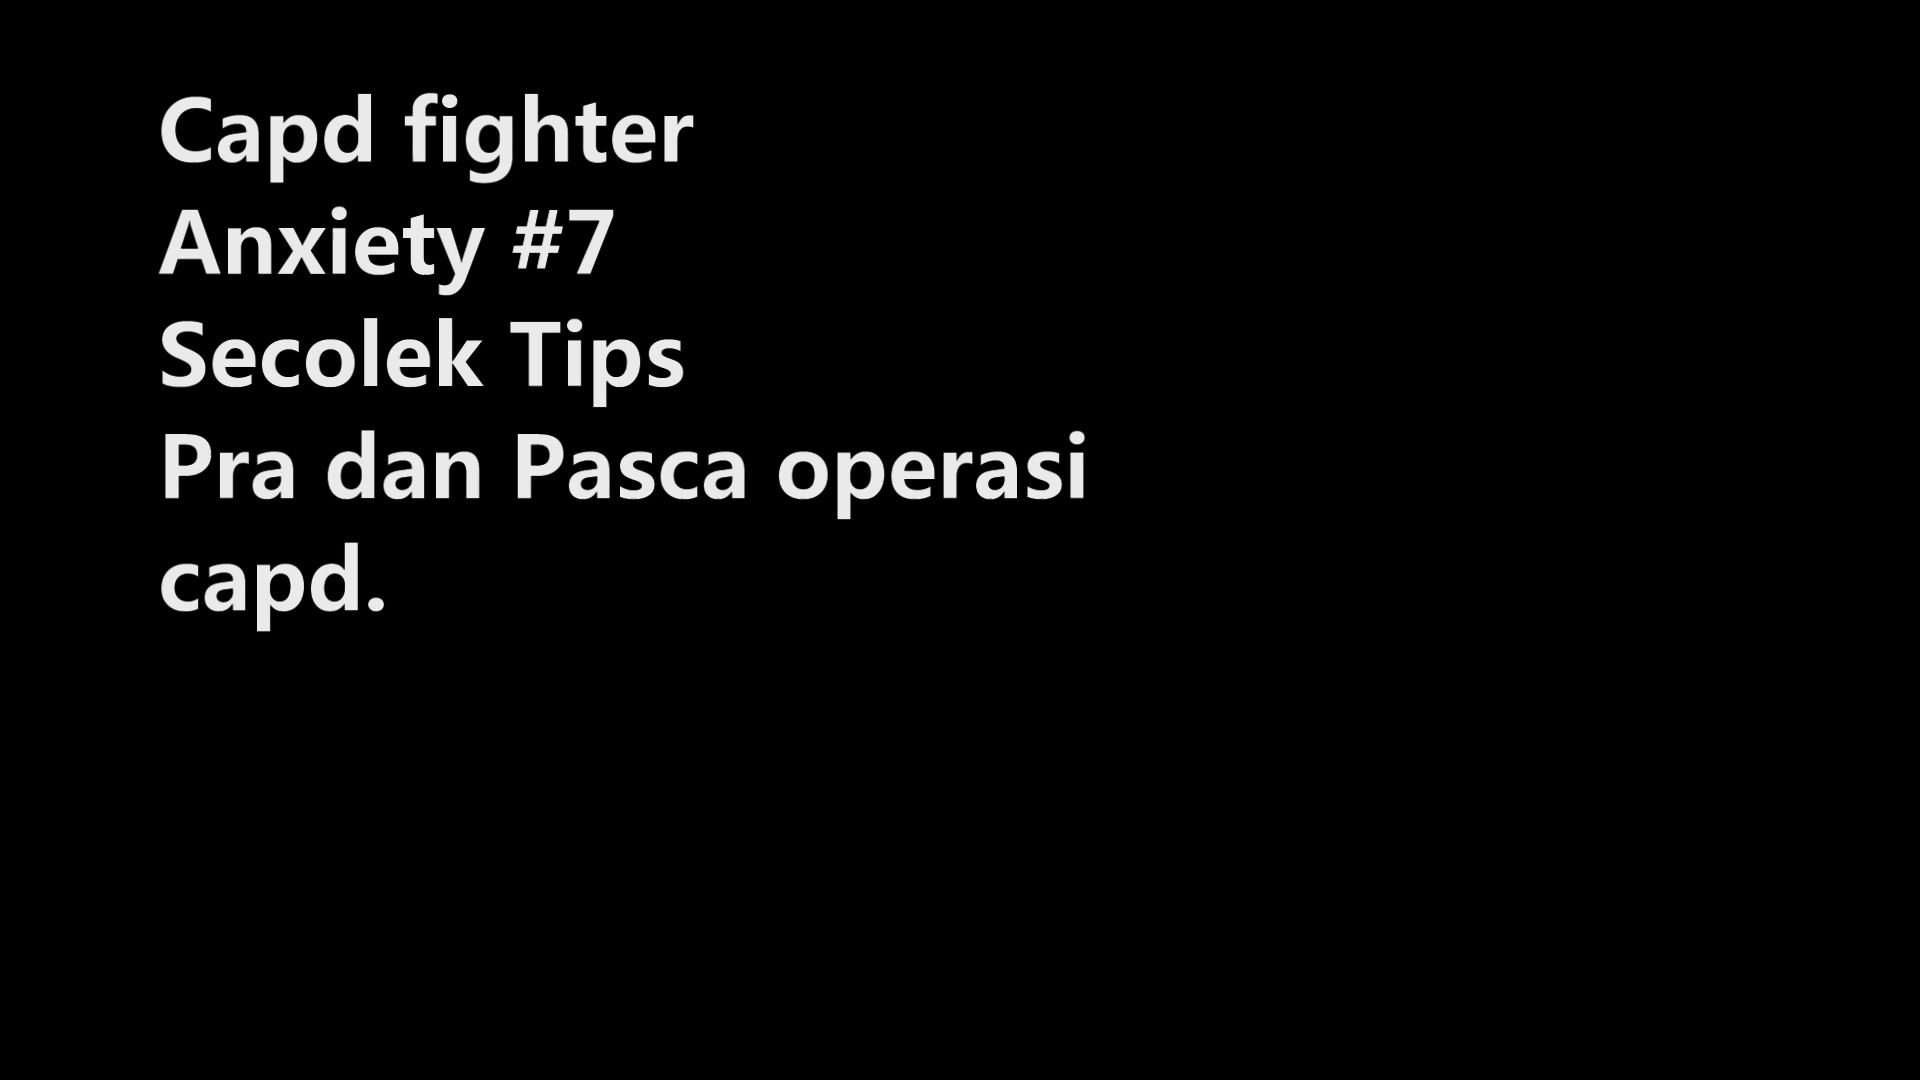 Capd fighter
Anxiety #7
Secolek Tips
Pra dan Pasca operasi
capd.